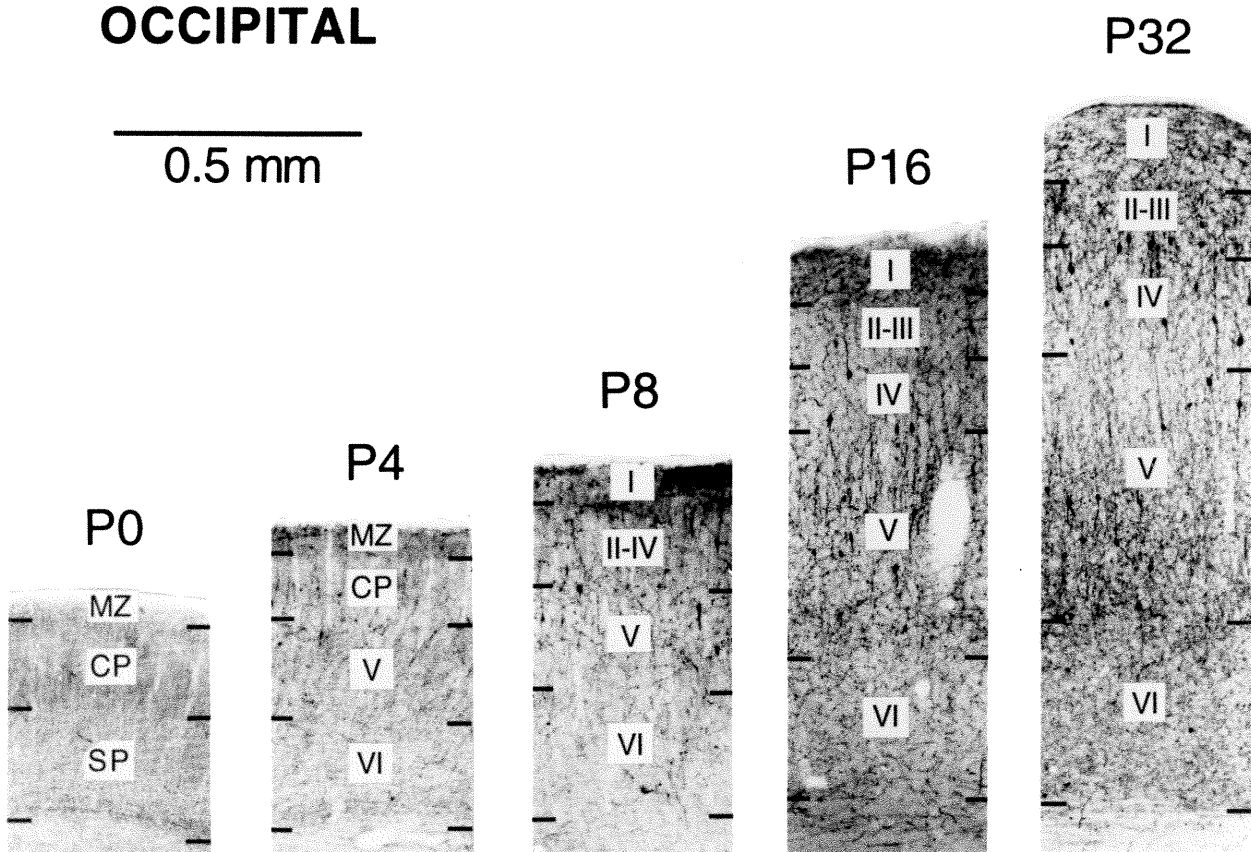 OCCIPITAL
0.5 mm
P0
MZ
CP
SP
P4
MZ
CP
V
VI
P8
I
II-IV
V
VI
P16
I
II-III
IV
V
VI
P32
I
II-III
IV
V
VI